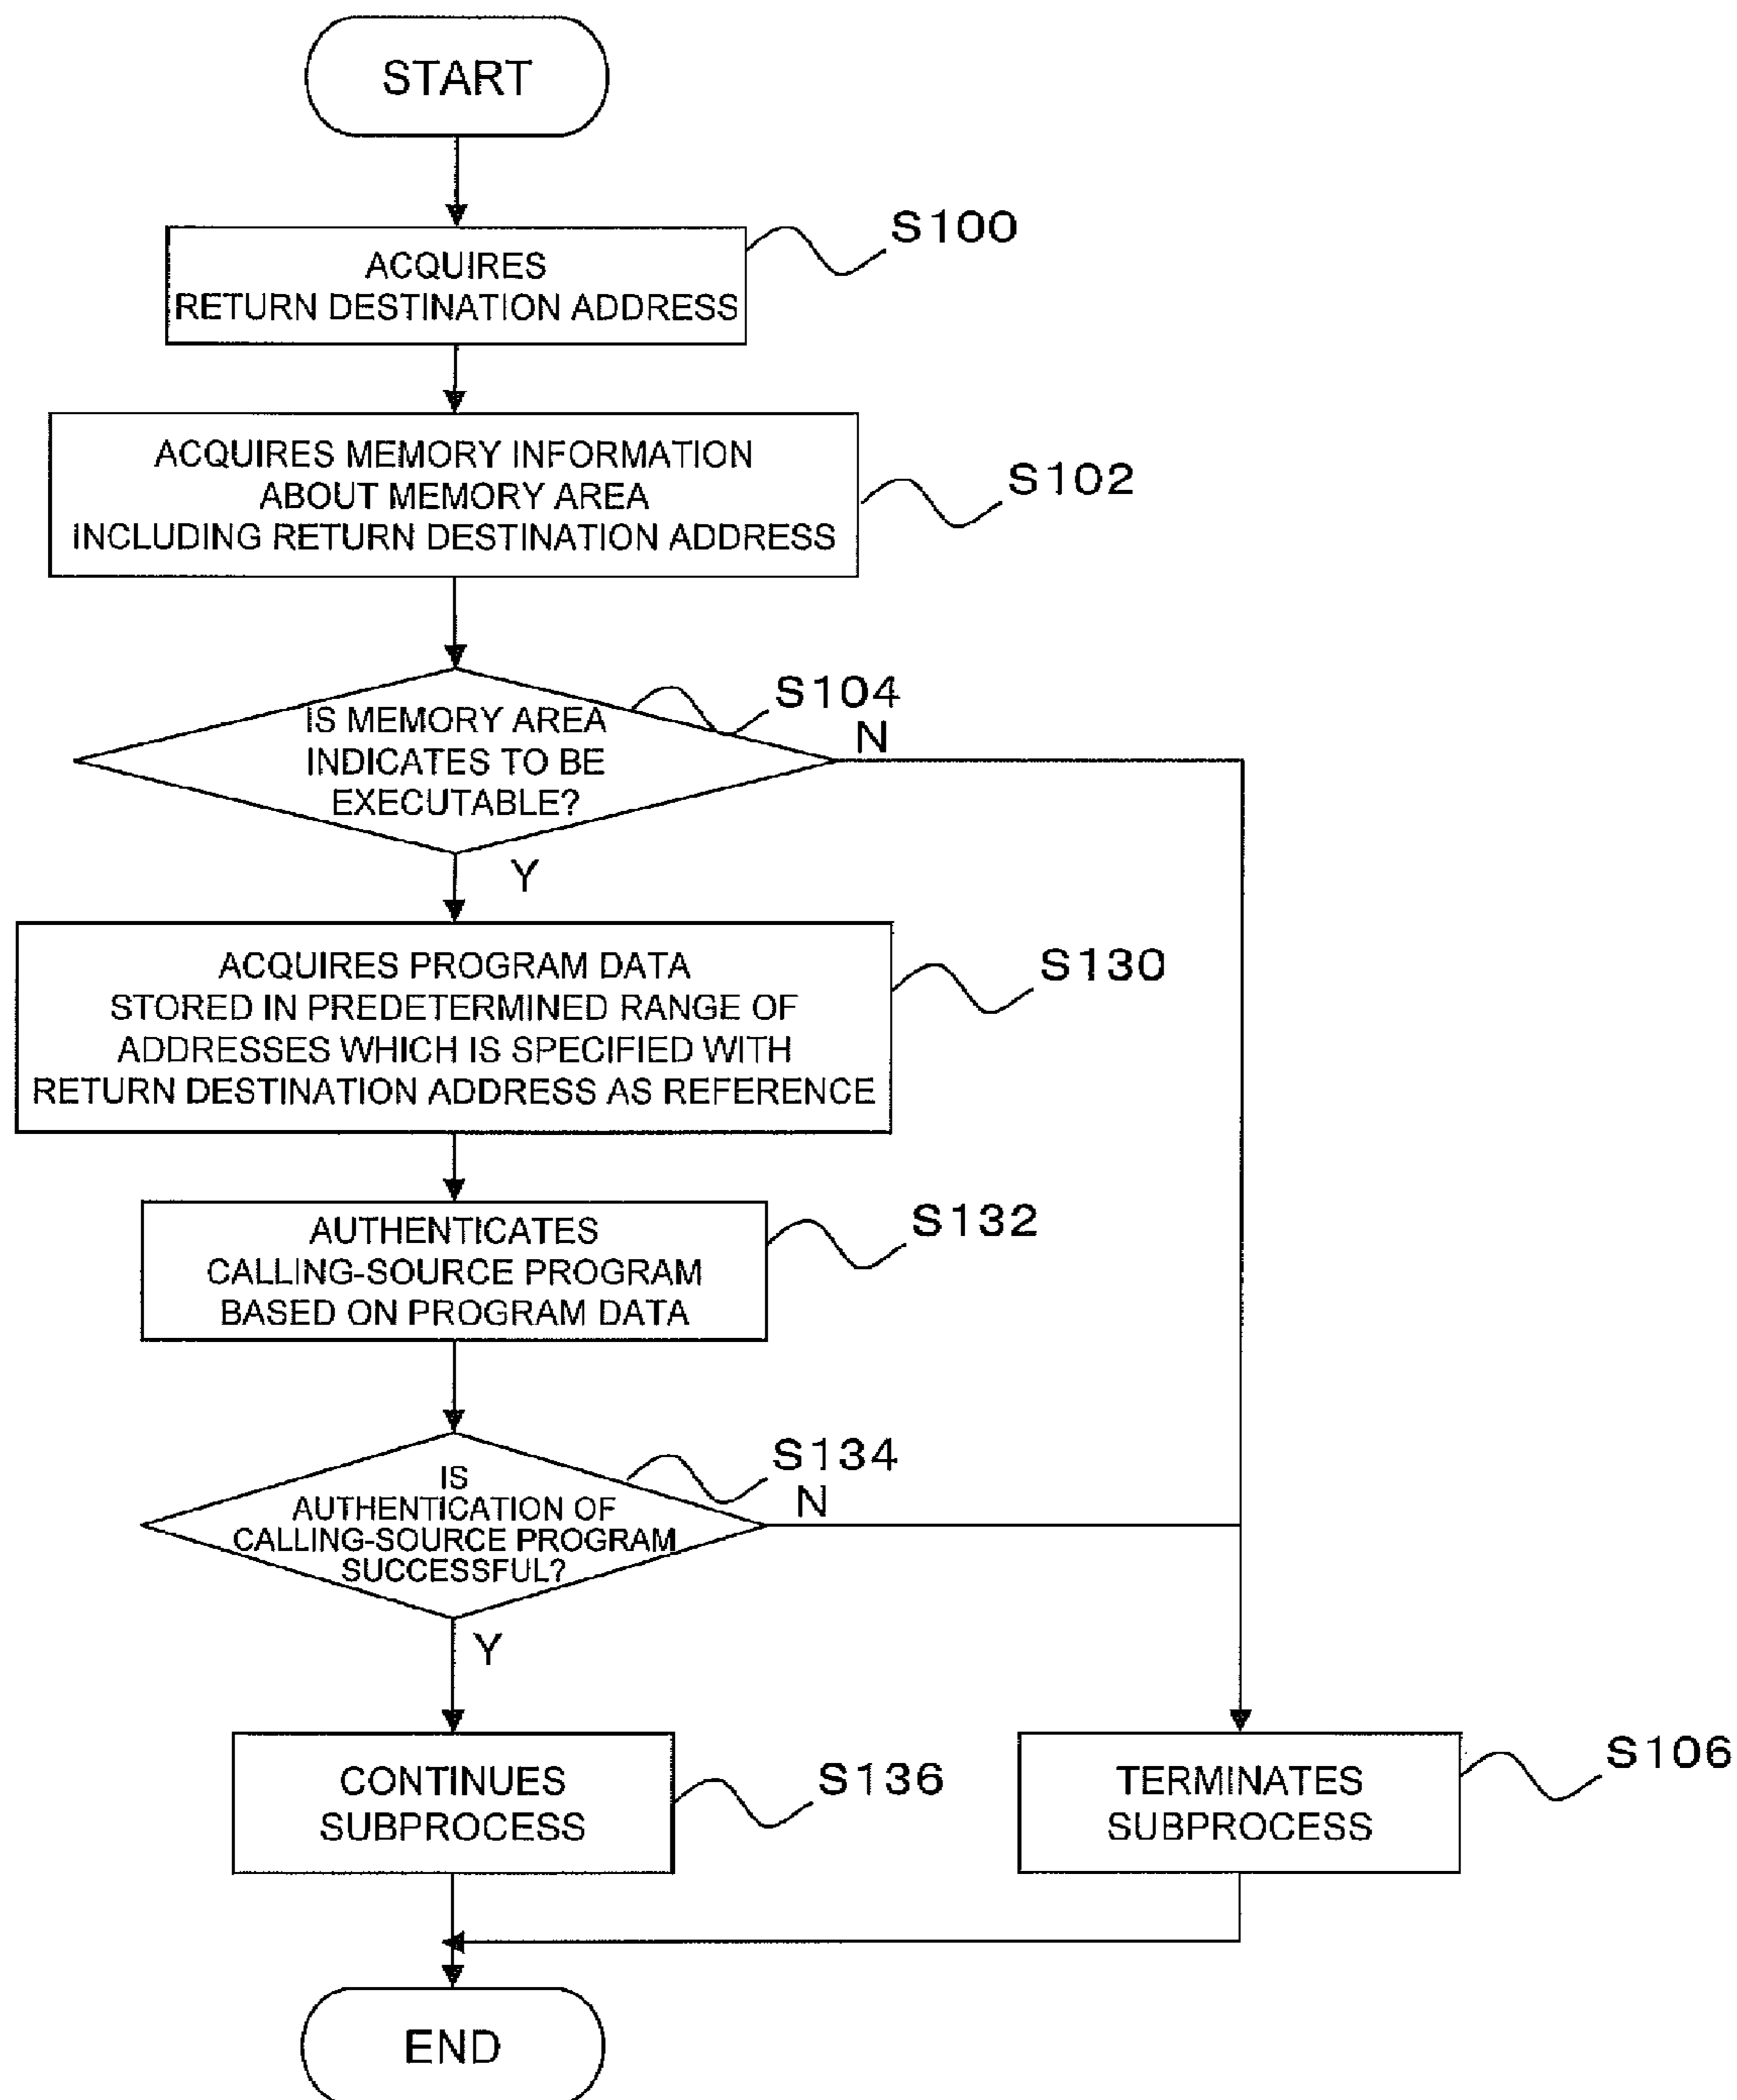 START
S100
ACQUIRES
RETURN DESTINATION ADDRESS
S102
ACQUIRES MEMORY INFORMATION
ABOUT MEMORY AREA
INCLUDING RETURN DESTINATION ADDRESS
S104
IS MEMORY AREA
INDICATES TO BE
EXECUTABLE?
N
Y
S130
ACQUIRES PROGRAM DATA
STORED IN PREDETERMINED RANGE OF
ADDRESSES WHICH IS SPECIFIED WITH
RETURN DESTINATION ADDRESS AS REFERENCE
S132
AUTHENTICATES
CALLING-SOURCE PROGRAM
BASED ON PROGRAM DATA
S134
IS
AUTHENTICATION OF
CALLING-SOURCE PROGRAM
SUCCESSFUL?
N
Y
CONTINUES
SUBPROCESS
S136
TERMINATES
SUBPROCESS
S106
END